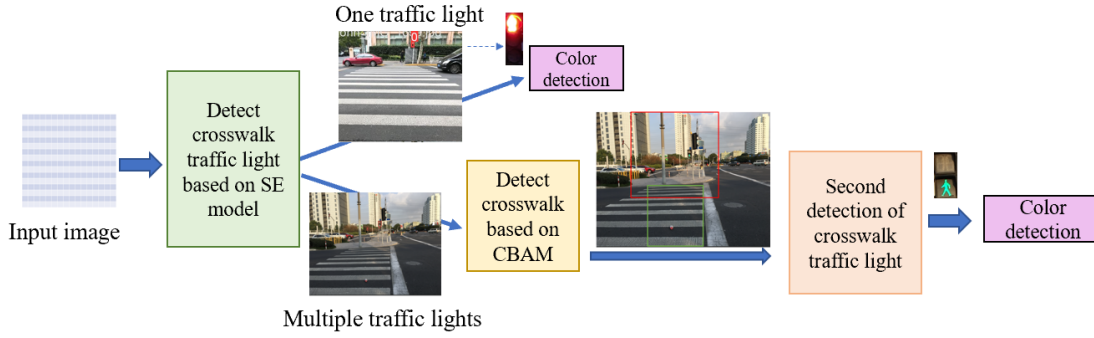 One traffic light
Color
detection
Detect
crosswalk
traffic light
based on SE
model
Input image
Multiple traffic lights
Detect
crosswalk
based on
CBAM
Second
detection of
crosswalk
traffic light
Color
detection